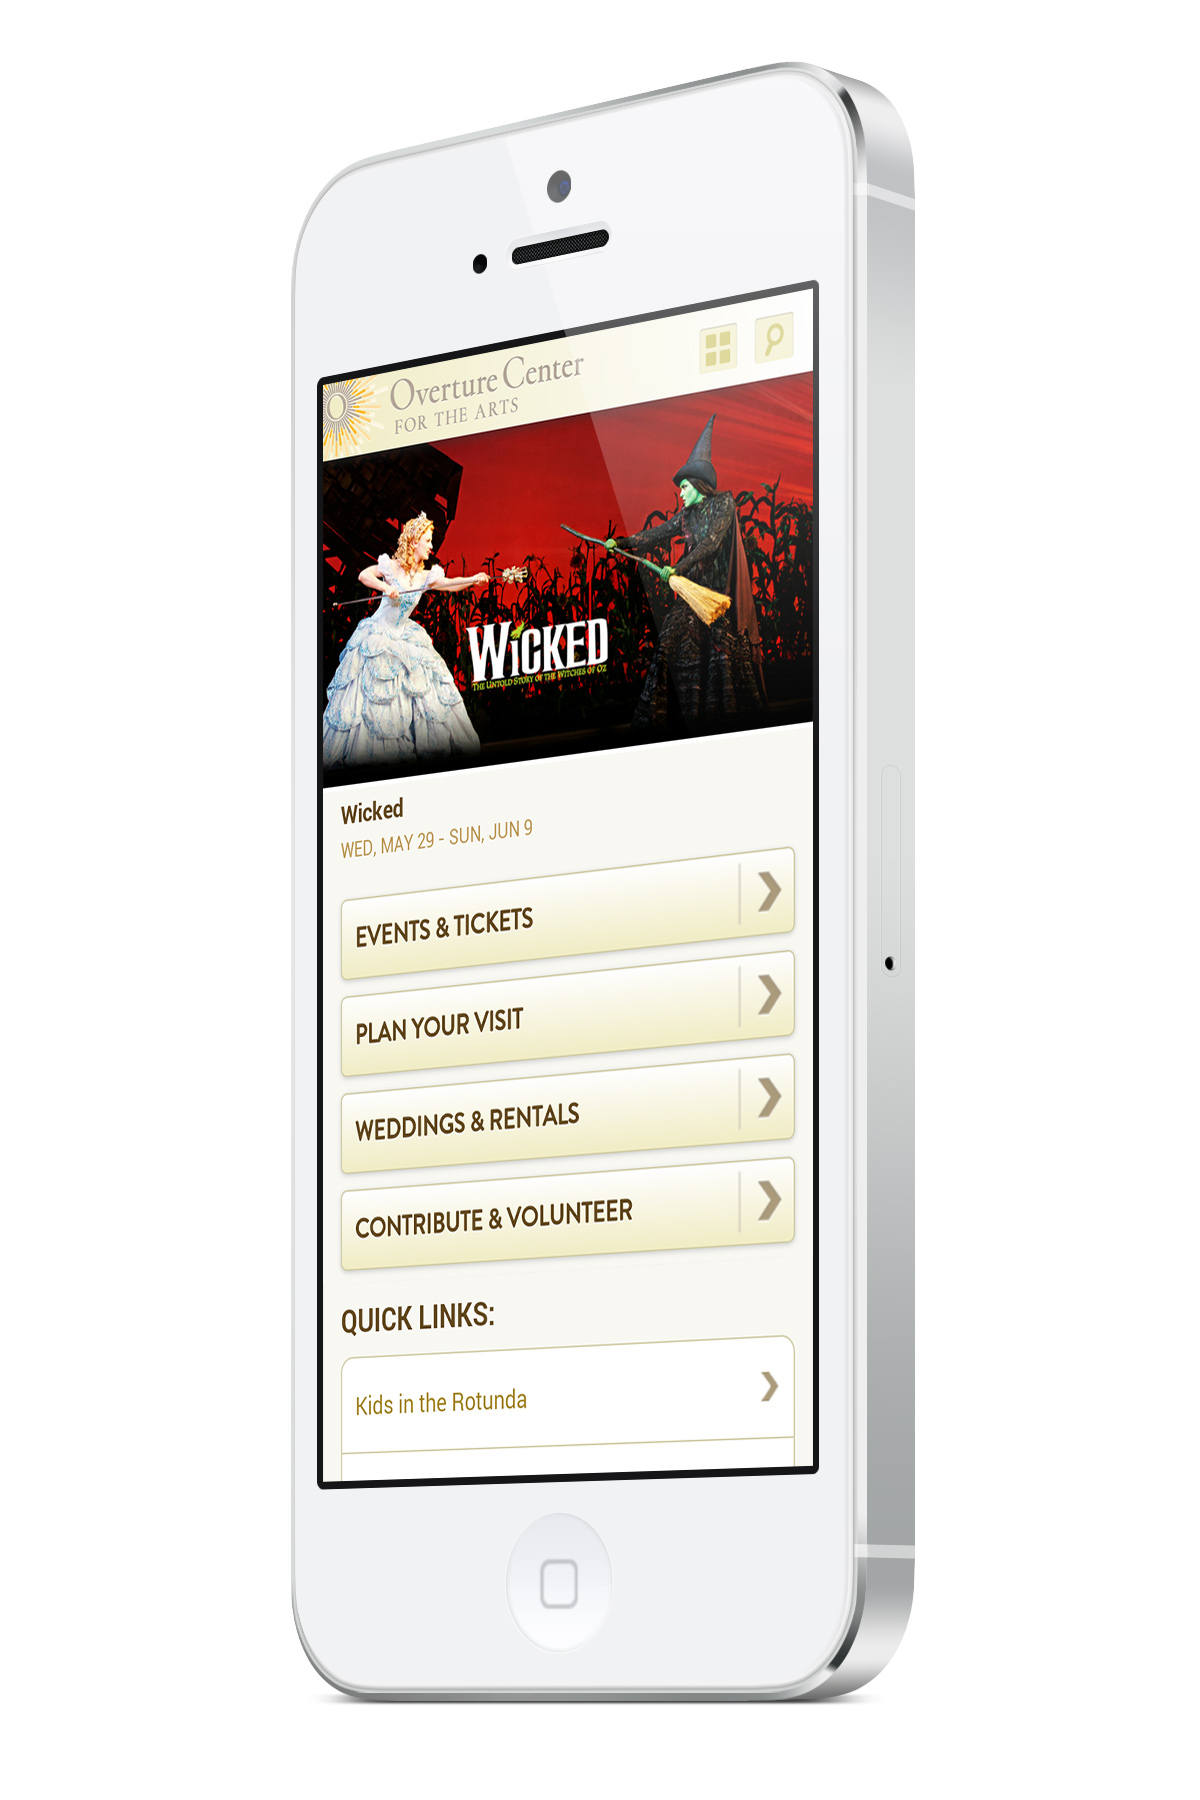 O
Overture Center
FOR THE ARTS
WICKED
THE UNTOLD STORY OF THE WITCHES OF OZ
Wicked
WED, MAY 29 - SUN, JUN 9
EVENTS & TICKETS
PLAN YOUR VISIT
WEDDINGS & RENTALS
CONTRIBUTE & VOLUNTEER
QUICK LINKS:
Kids in the Rotunda